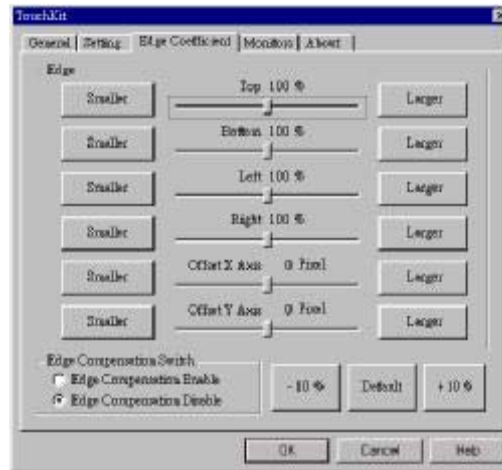 TouchKit
General Setting Edge Coefficient Monitors About
Edge
Smaller Top 100 % Larger
Smaller Bottom 100 % Larger
Smaller Left 100 % Larger
Smaller Right 100 % Larger
Smaller Offset X Axis 0 Pixel Larger
Smaller Offset Y Axis 0 Pixel Larger
Edge Compensation Switch
Edge Compensation Enable
Edge Compensation Disable
- 10 % Default + 10 %
OK Cancel Help